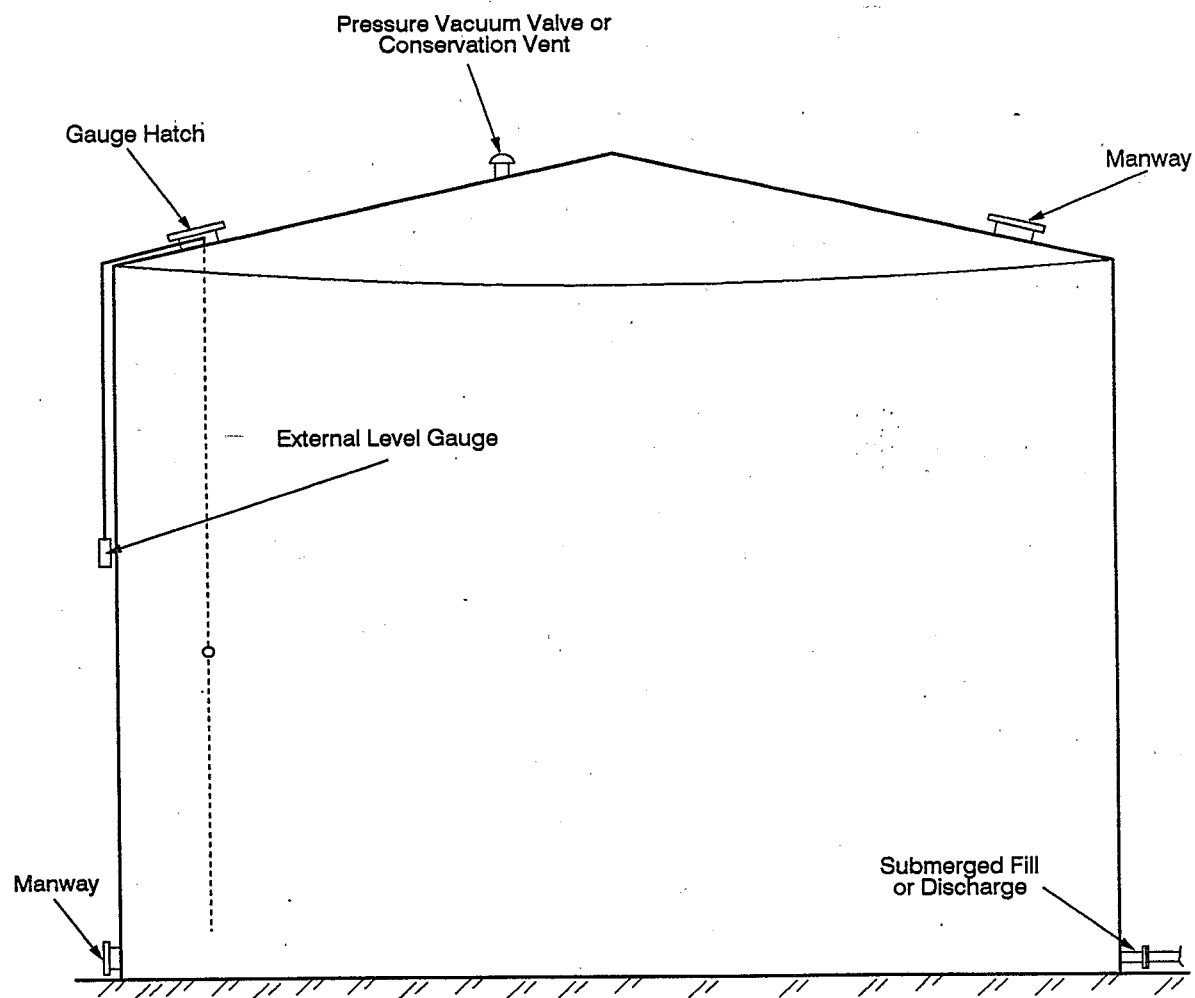 Pressure Vacuum Valve or
Conservation Vent
Gauge Hatch
Manway
External Level Gauge
Manway
Submerged Fill
or Discharge